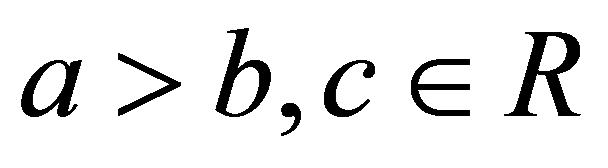 a > b, c ∈ R